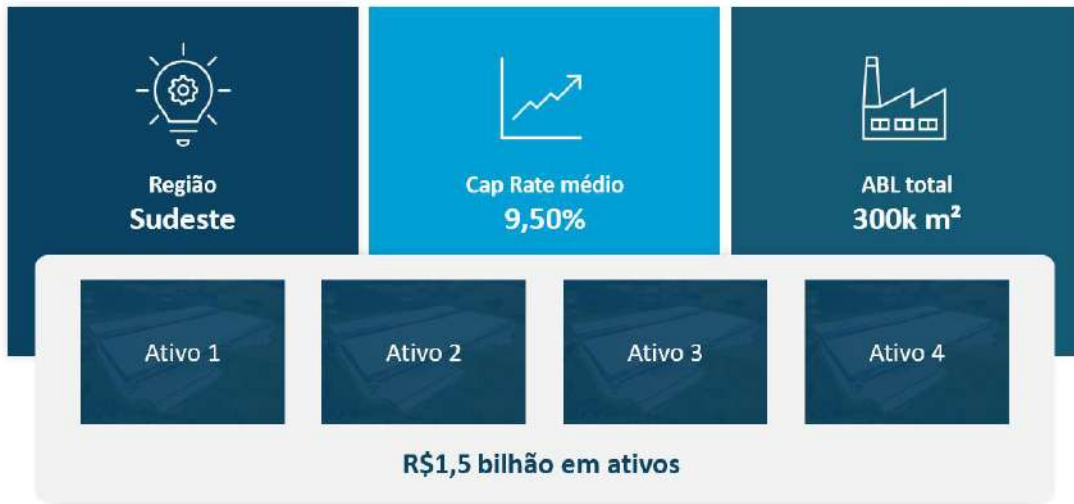 Região
Sudeste
Cap Rate médio
9,50%
ABL total
300k m²
Ativo 1
Ativo 2
Ativo 3
Ativo 4
R$1,5 bilhão em ativos